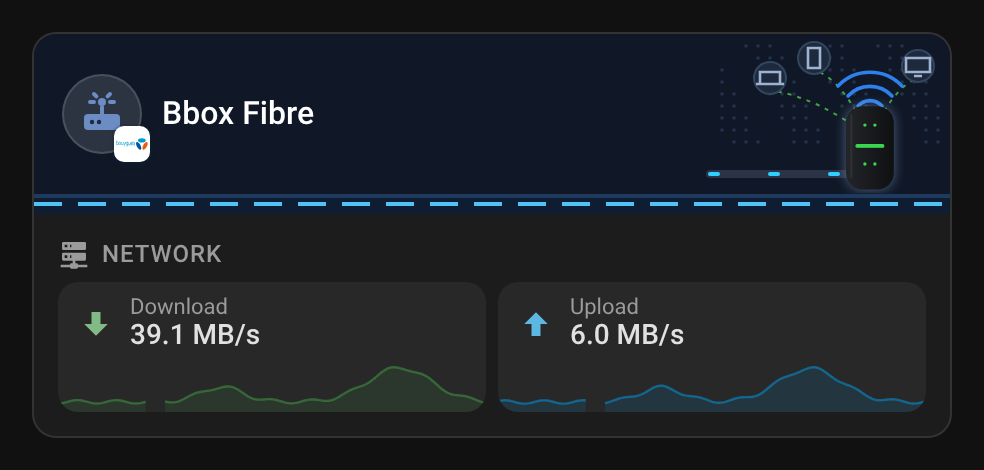 Bbox Fibre
NETWORK
Download
39.1 MB/s
Upload
6.0 MB/s